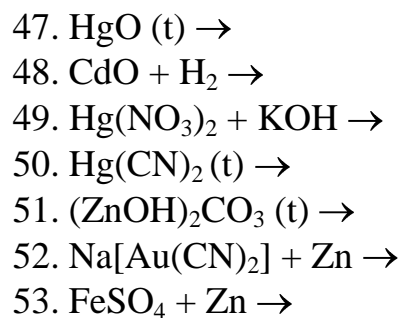 47. HgO (t) →
48. CdO + H₂ →
49. Hg(NO₃)₂ + KOH →
50. Hg(CN)₂ (t) →
51. (ZnOH)₂CO₃ (t) →
52. Na[Au(CN)₂] + Zn →
53. FeSO₄ + Zn →